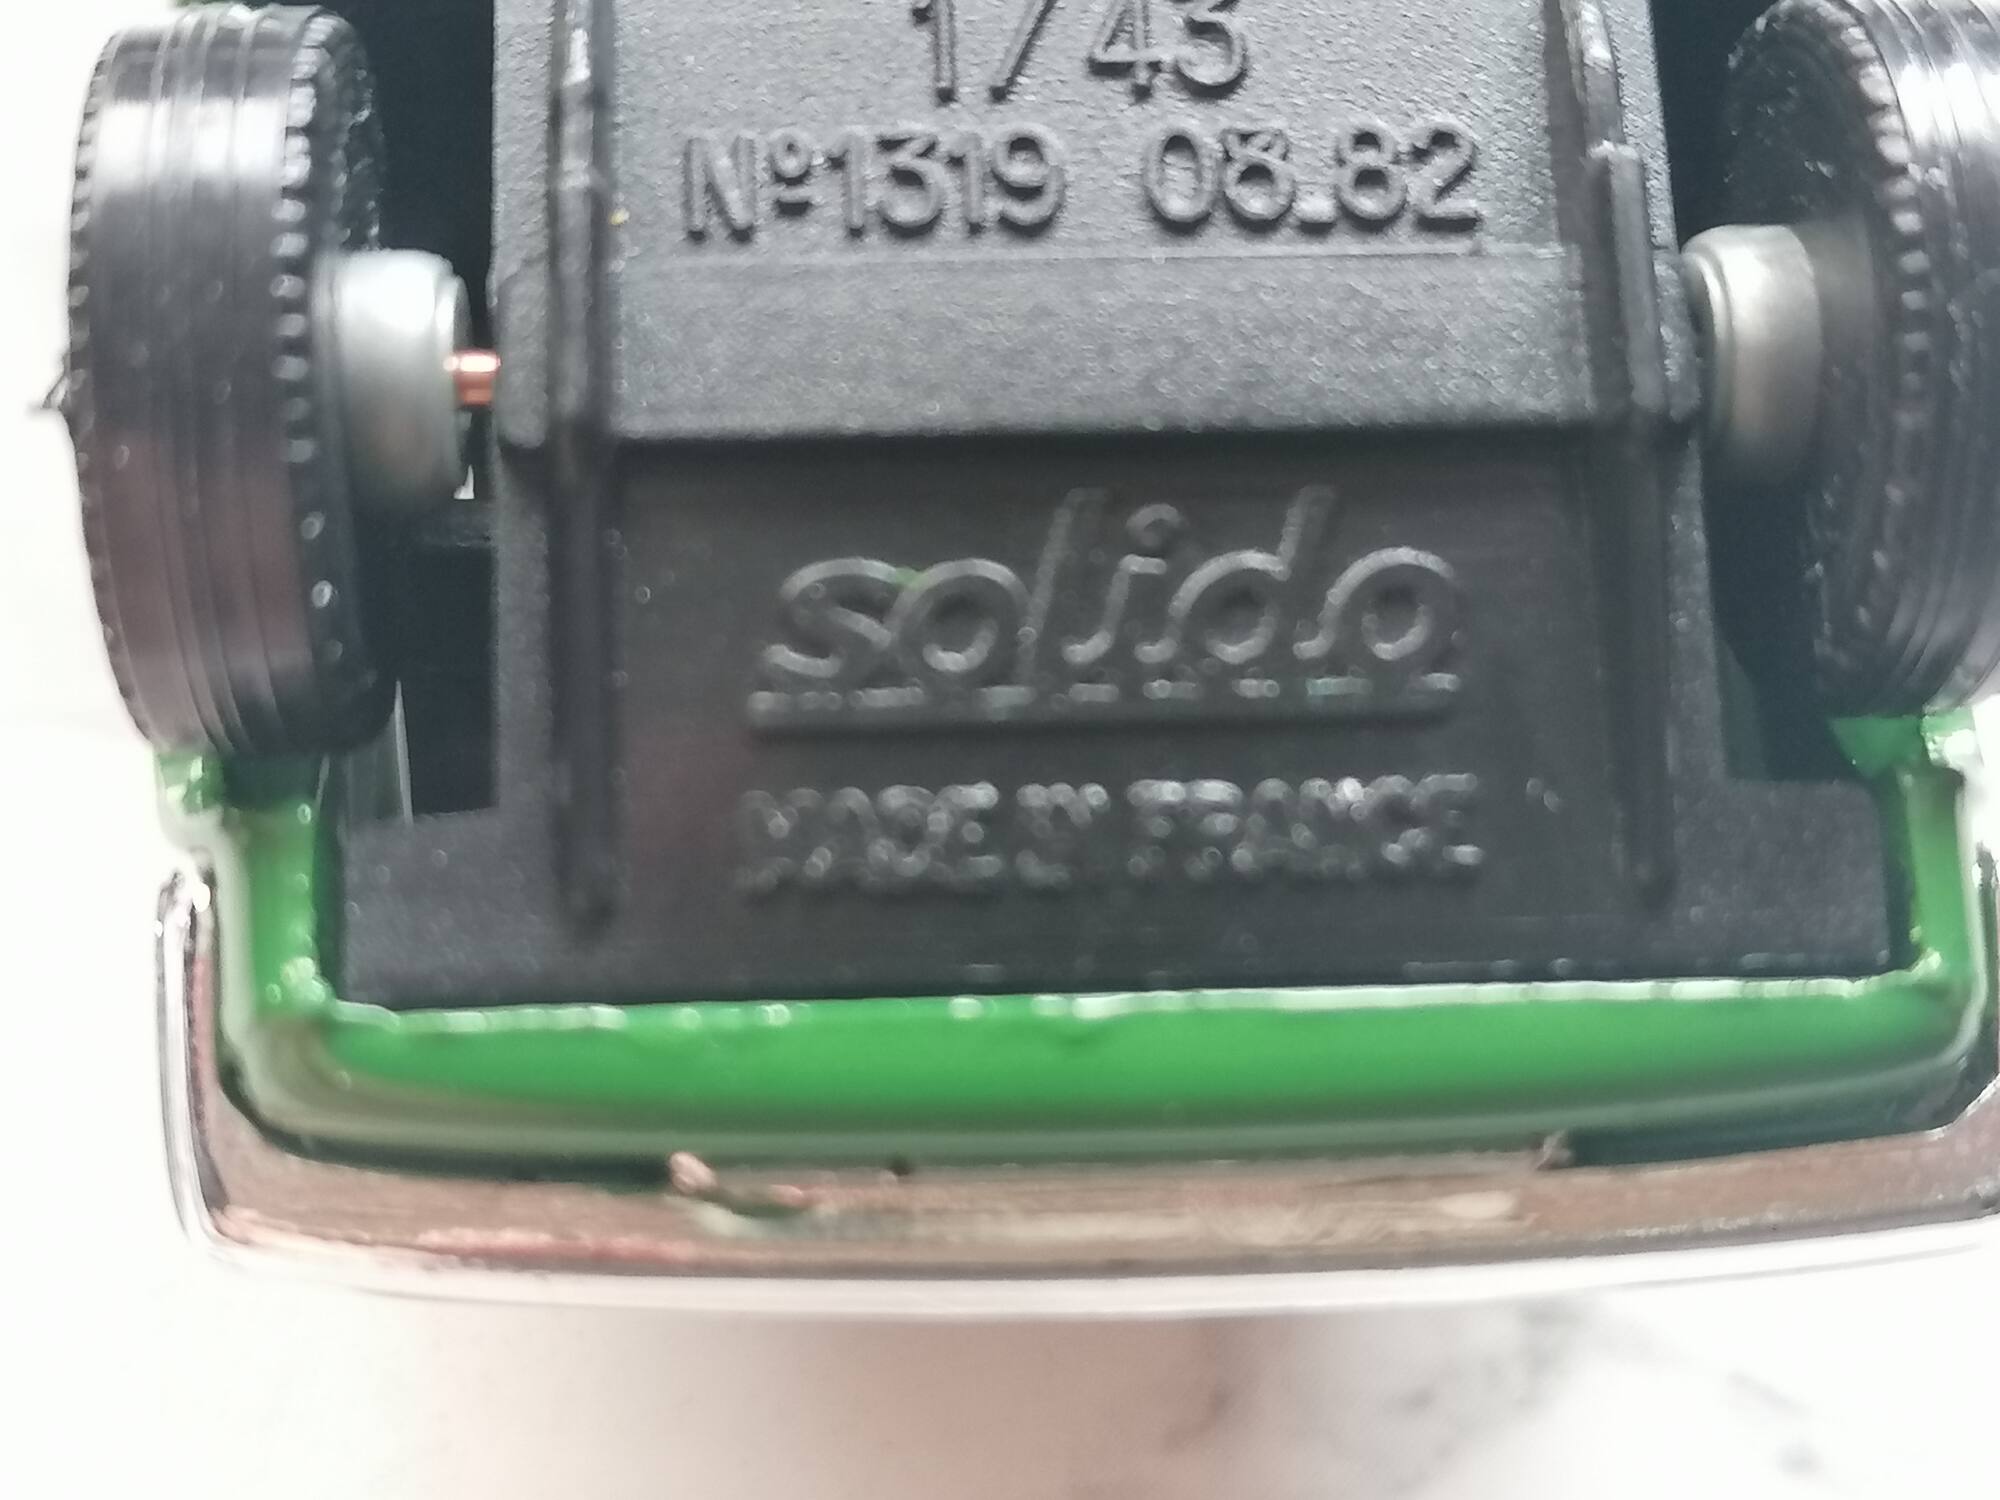 1/43
Nº1319 08.82
solido
MADE IN FRANCE